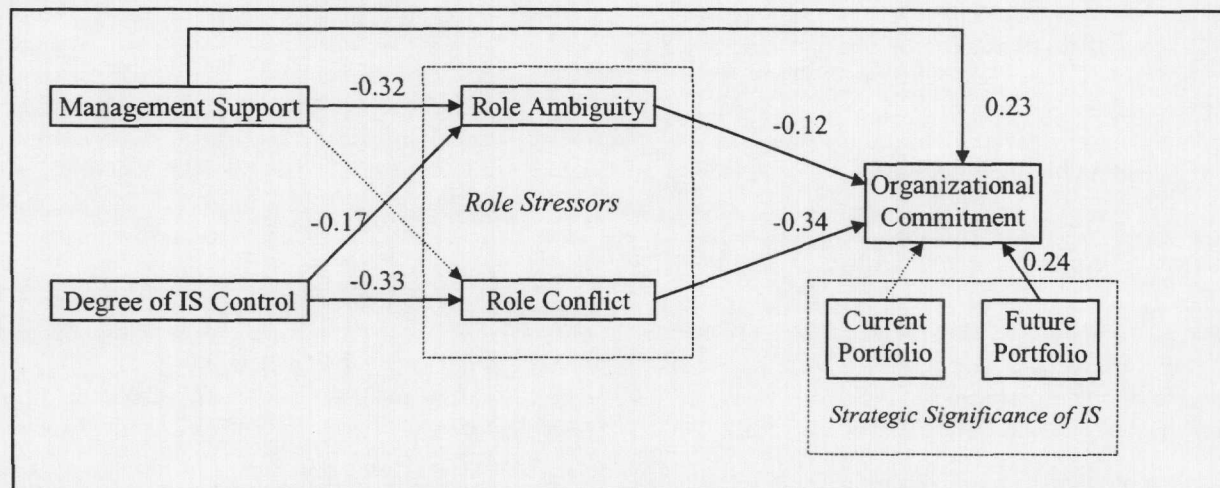 Management Support
-0.32
Role Ambiguity
-0.12
0.23
Organizational
Commitment
Role Stressors
-0.17
-0.34
Degree of IS Control
-0.33
Role Conflict
0.24
Current
Portfolio
Future
Portfolio
Strategic Significance of IS